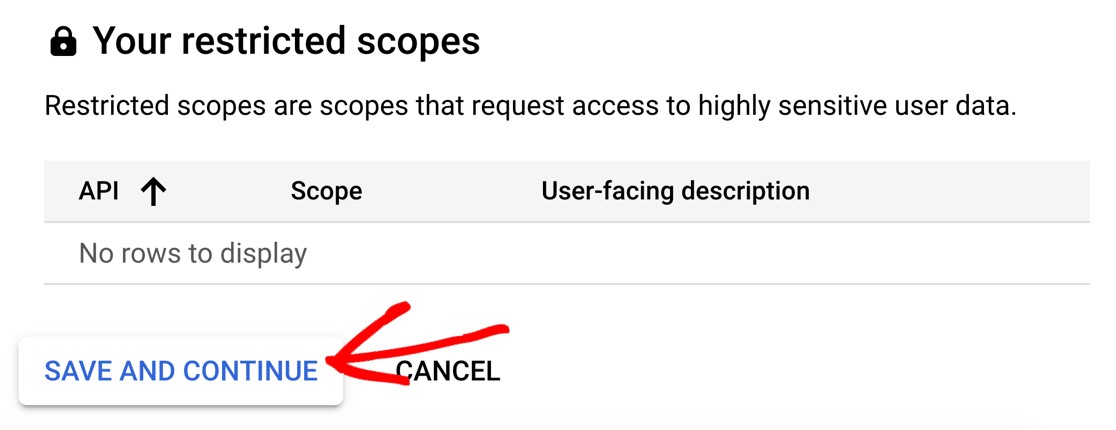 Your restricted scopes
Restricted scopes are scopes that request access to highly sensitive user data.
API Scope User-facing description
No rows to display
SAVE AND CONTINUE CANCEL